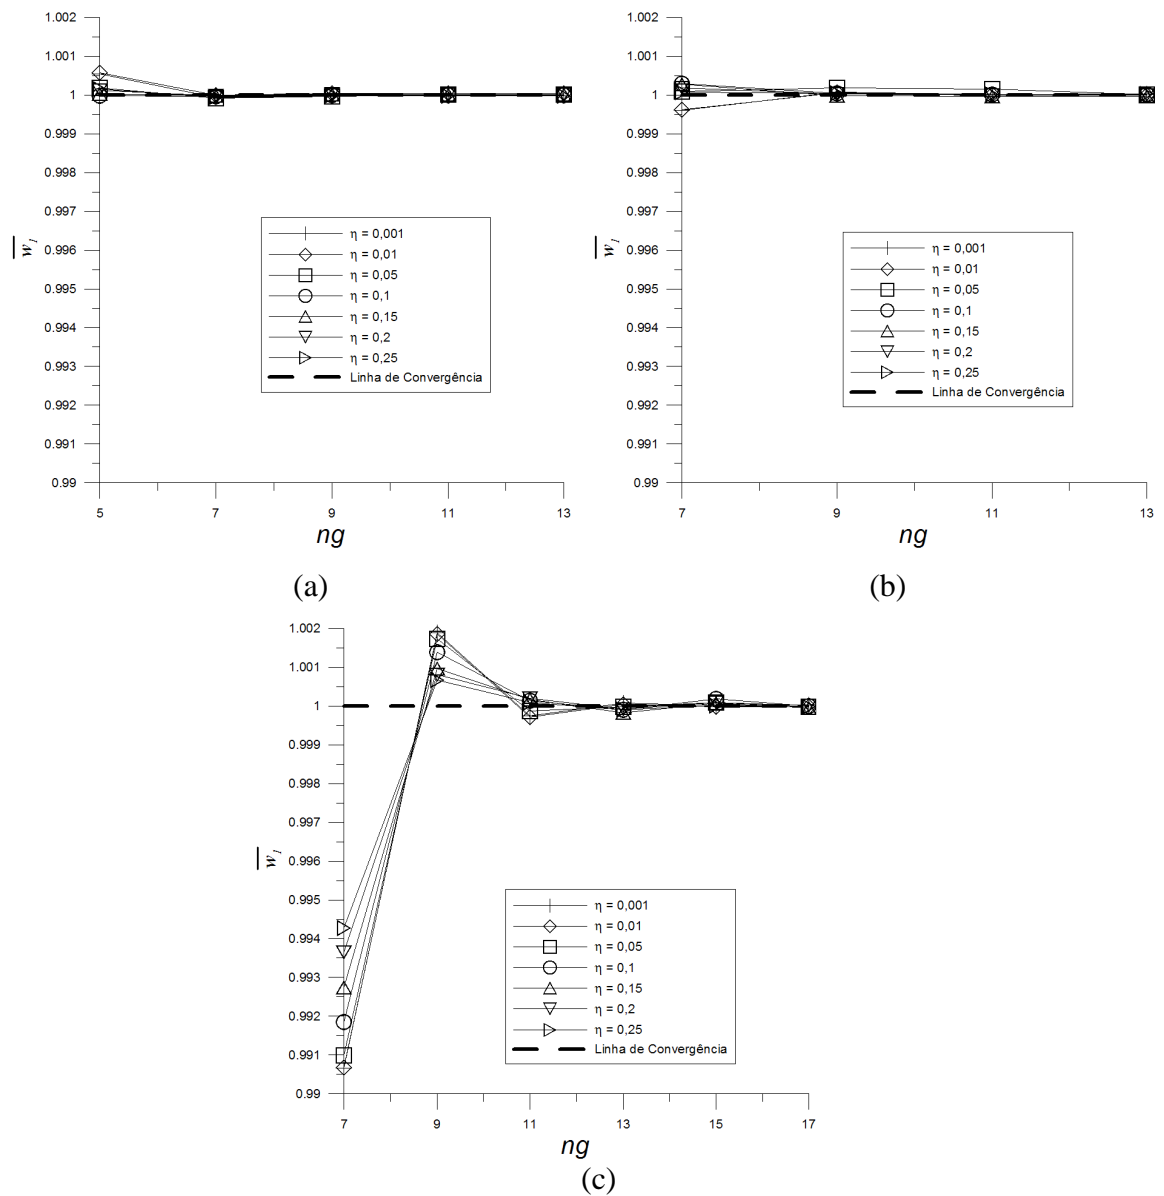 1.002
1.001
1
0.999
0.998
0.997
0.996
0.995
0.994
0.993
0.992
0.991
0.99
w1
5
7
9
11
13
ng
η = 0,001
η = 0,01
η = 0,05
η = 0,1
η = 0,15
η = 0,2
η = 0,25
Linha de Convergência
(a)
1.002
1.001
1
0.999
0.998
0.997
0.996
0.995
0.994
0.993
0.992
0.991
0.99
w1
7
9
11
13
ng
η = 0,001
η = 0,01
η = 0,05
η = 0,1
η = 0,15
η = 0,2
η = 0,25
Linha de Convergência
(b)
1.002
1.001
1
0.999
0.998
0.997
0.996
0.995
0.994
0.993
0.992
0.991
0.99
w1
7
9
11
13
15
17
ng
η = 0,001
η = 0,01
η = 0,05
η = 0,1
η = 0,15
η = 0,2
η = 0,25
Linha de Convergência
(c)